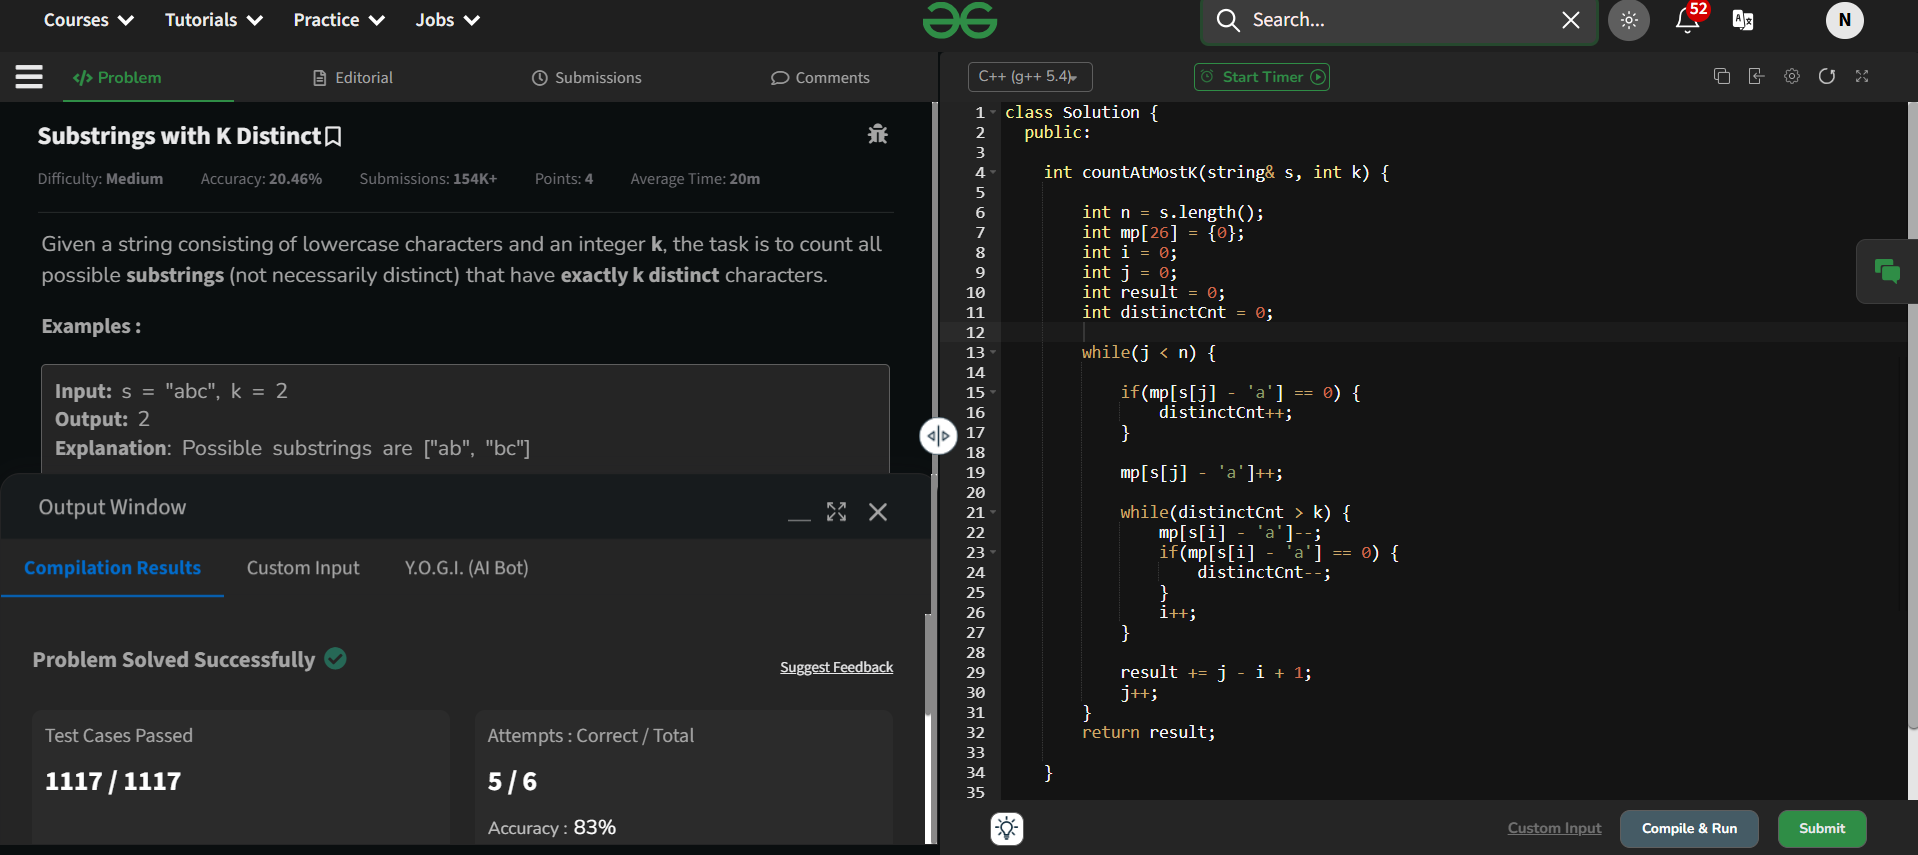 Courses Tutorials Practice Jobs Search... 52 N
Problem Editorial Submissions Comments
Substrings with K Distinct
Difficulty: Medium Accuracy: 20.46% Submissions: 154K+ Points: 4 Average Time: 20m
Given a string consisting of lowercase characters and an integer k, the task is to count all
possible substrings (not necessarily distinct) that have exactly k distinct characters.
Examples :
Input: s = "abc", k = 2
Output: 2
Explanation: Possible substrings are ["ab", "bc"]
Output Window
Compilation Results Custom Input Y.O.G.I. (AI Bot)
Problem Solved Successfully
Suggest Feedback
Test Cases Passed
1117 / 1117
Attempts : Correct / Total
5 / 6
Accuracy : 83%
C++ (g++ 5.4) Start Timer
1 class Solution {
2 public:
3
4 int countAtMostK(string& s, int k) {
5
6 int n = s.length();
7 int mp[26] = {0};
8 int i = 0;
9 int j = 0;
10 int result = 0;
11 int distinctCnt = 0;
12
13 while(j < n) {
14
15 if(mp[s[j] - 'a'] == 0) {
16 distinctCnt++;
17 }
18
19 mp[s[j] - 'a']++;
20
21 while(distinctCnt > k) {
22 mp[s[i] - 'a']--;
23 if(mp[s[i] - 'a'] == 0) {
24 distinctCnt--;
25 }
26 i++;
27 }
28
29 result += j - i + 1;
30 j++;
31 }
32 return result;
33
34 }
35
Custom Input Compile & Run Submit